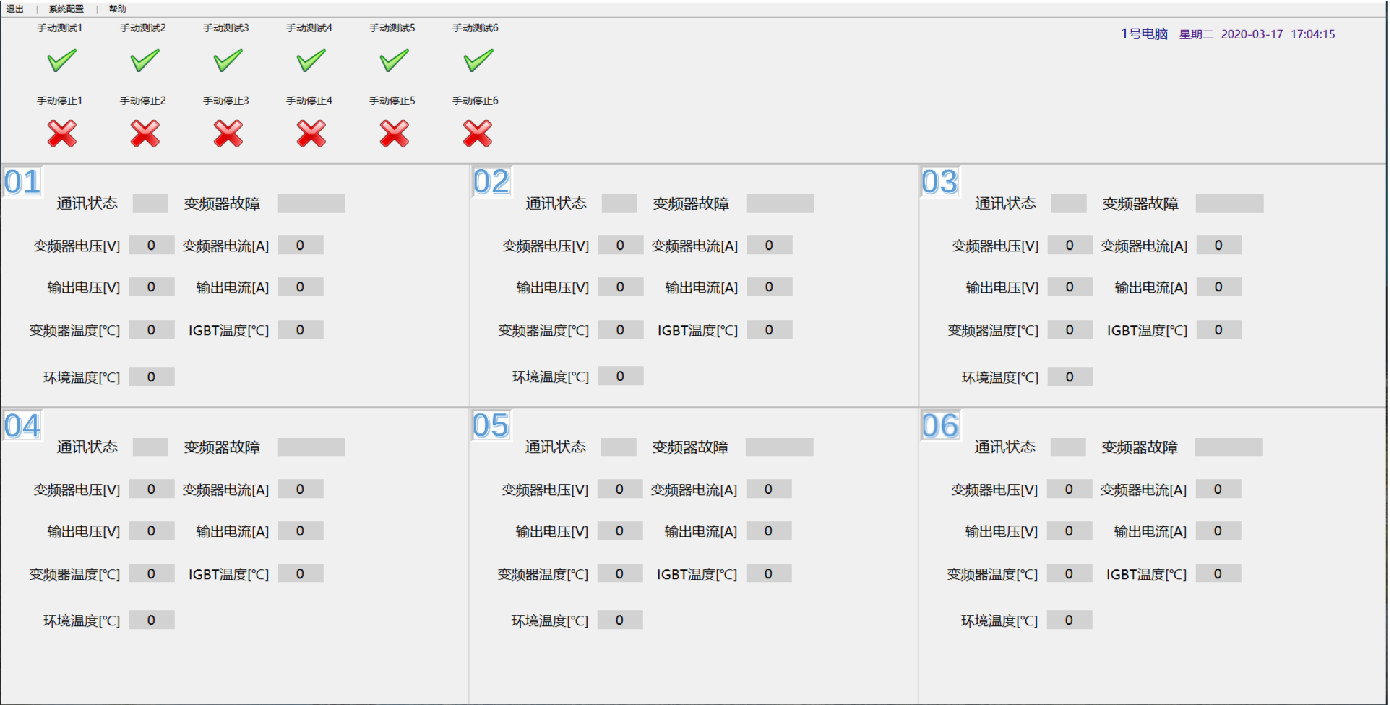 退出 | 系统配置 | 帮助
手动测试1 手动测试2 手动测试3 手动测试4 手动测试5 手动测试6
1号电脑 星期二 2020-03-17 17:04:15
手动停止1 手动停止2 手动停止3 手动停止4 手动停止5 手动停止6
01
通讯状态 变频器故障
变频器电压[V] 0 变频器电流[A] 0
输出电压[V] 0 输出电流[A] 0
变频器温度[℃] 0 IGBT温度[℃] 0
环境温度[℃] 0
02
通讯状态 变频器故障
变频器电压[V] 0 变频器电流[A] 0
输出电压[V] 0 输出电流[A] 0
变频器温度[℃] 0 IGBT温度[℃] 0
环境温度[℃] 0
03
通讯状态 变频器故障
变频器电压[V] 0 变频器电流[A] 0
输出电压[V] 0 输出电流[A] 0
变频器温度[℃] 0 IGBT温度[℃] 0
环境温度[℃] 0
04
通讯状态 变频器故障
变频器电压[V] 0 变频器电流[A] 0
输出电压[V] 0 输出电流[A] 0
变频器温度[℃] 0 IGBT温度[℃] 0
环境温度[℃] 0
05
通讯状态 变频器故障
变频器电压[V] 0 变频器电流[A] 0
输出电压[V] 0 输出电流[A] 0
变频器温度[℃] 0 IGBT温度[℃] 0
环境温度[℃] 0
06
通讯状态 变频器故障
变频器电压[V] 0 变频器电流[A] 0
输出电压[V] 0 输出电流[A] 0
变频器温度[℃] 0 IGBT温度[℃] 0
环境温度[℃] 0